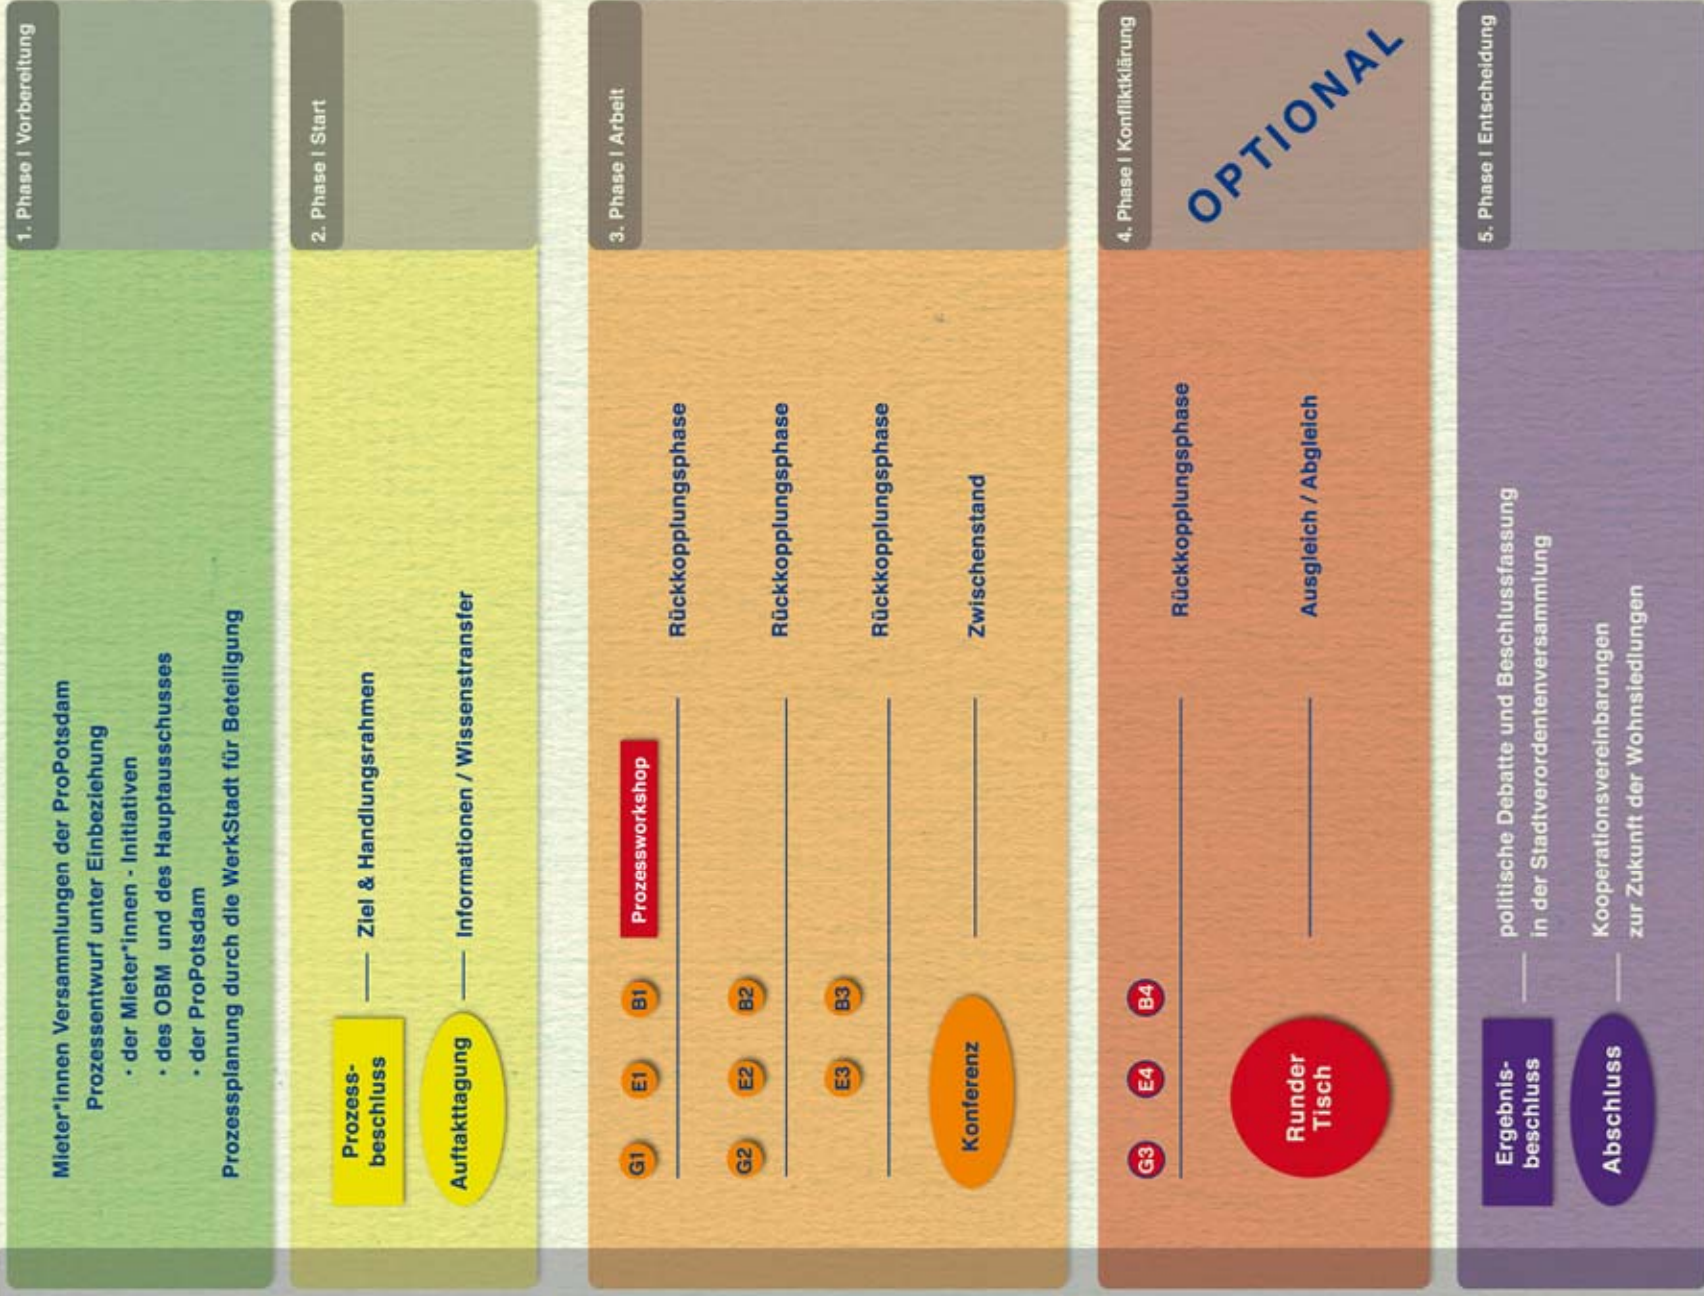 1. Phase I Vorbereitung
Mieter*innen Versammlungen der ProPotsdam
Prozessentwurf unter Einbeziehung
• der Mieter*innen - Initiativen
• des OBM und des Hauptausschusses
• der ProPotsdam
Prozessplanung durch die WerkStadt für Beteiligung
2. Phase I Start
Prozess-
beschluss
Ziel & Handlungsrahmen
Auftakttagung
Informationen / Wissenstransfer
3. Phase I Arbeit
G1 E1 B1 Prozessworkshop
Rückkopplungsphase
G2 E2 B2
Rückkopplungsphase
E3 B3
Rückkopplungsphase
Konferenz
Zwischenstand
4. Phase I Konfliktklärung
OPTIONAL
G3 E4 B4
Rückkopplungsphase
Runder
Tisch
Ausgleich / Abgleich
5. Phase I Entscheidung
Ergebnis-
beschluss
politische Debatte und Beschlussfassung
in der Stadtverordentenversammlung
Abschluss
Kooperationsvereinbarungen
zur Zukunft der Wohnsiedlungen